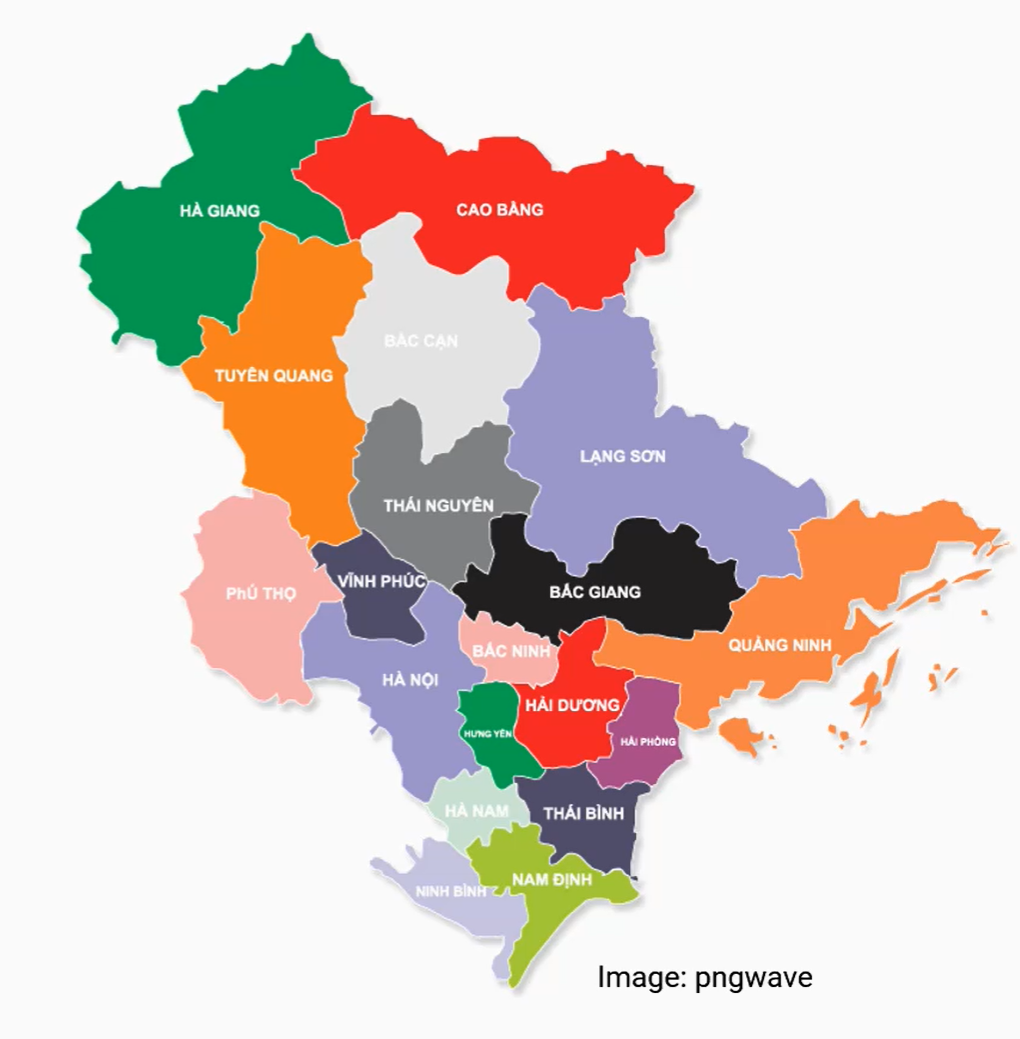 HÀ GIANG
CAO BẰNG
BẮC CẠN
TUYÊN QUANG
LẠNG SƠN
THÁI NGUYÊN
VĨNH PHÚC
PhÚ THỌ
BẮC GIANG
QUẢNG NINH
BẮC NINH
HÀ NỘI
HẢI DƯƠNG
HƯNG YÊN
HẢI PHÒNG
HÀ NAM
THÁI BÌNH
NAM ĐỊNH
NINH BÌNH
Image: pngwave